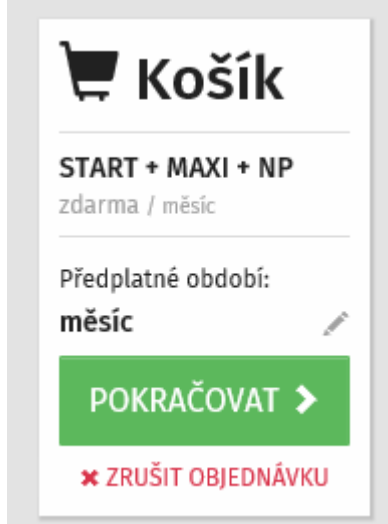 Košík
START + MAXI + NP
zdarma / měsíc
Předplatné období:
měsíc
POKRAČOVAT
ZRUŠIT OBJEDNÁVKU